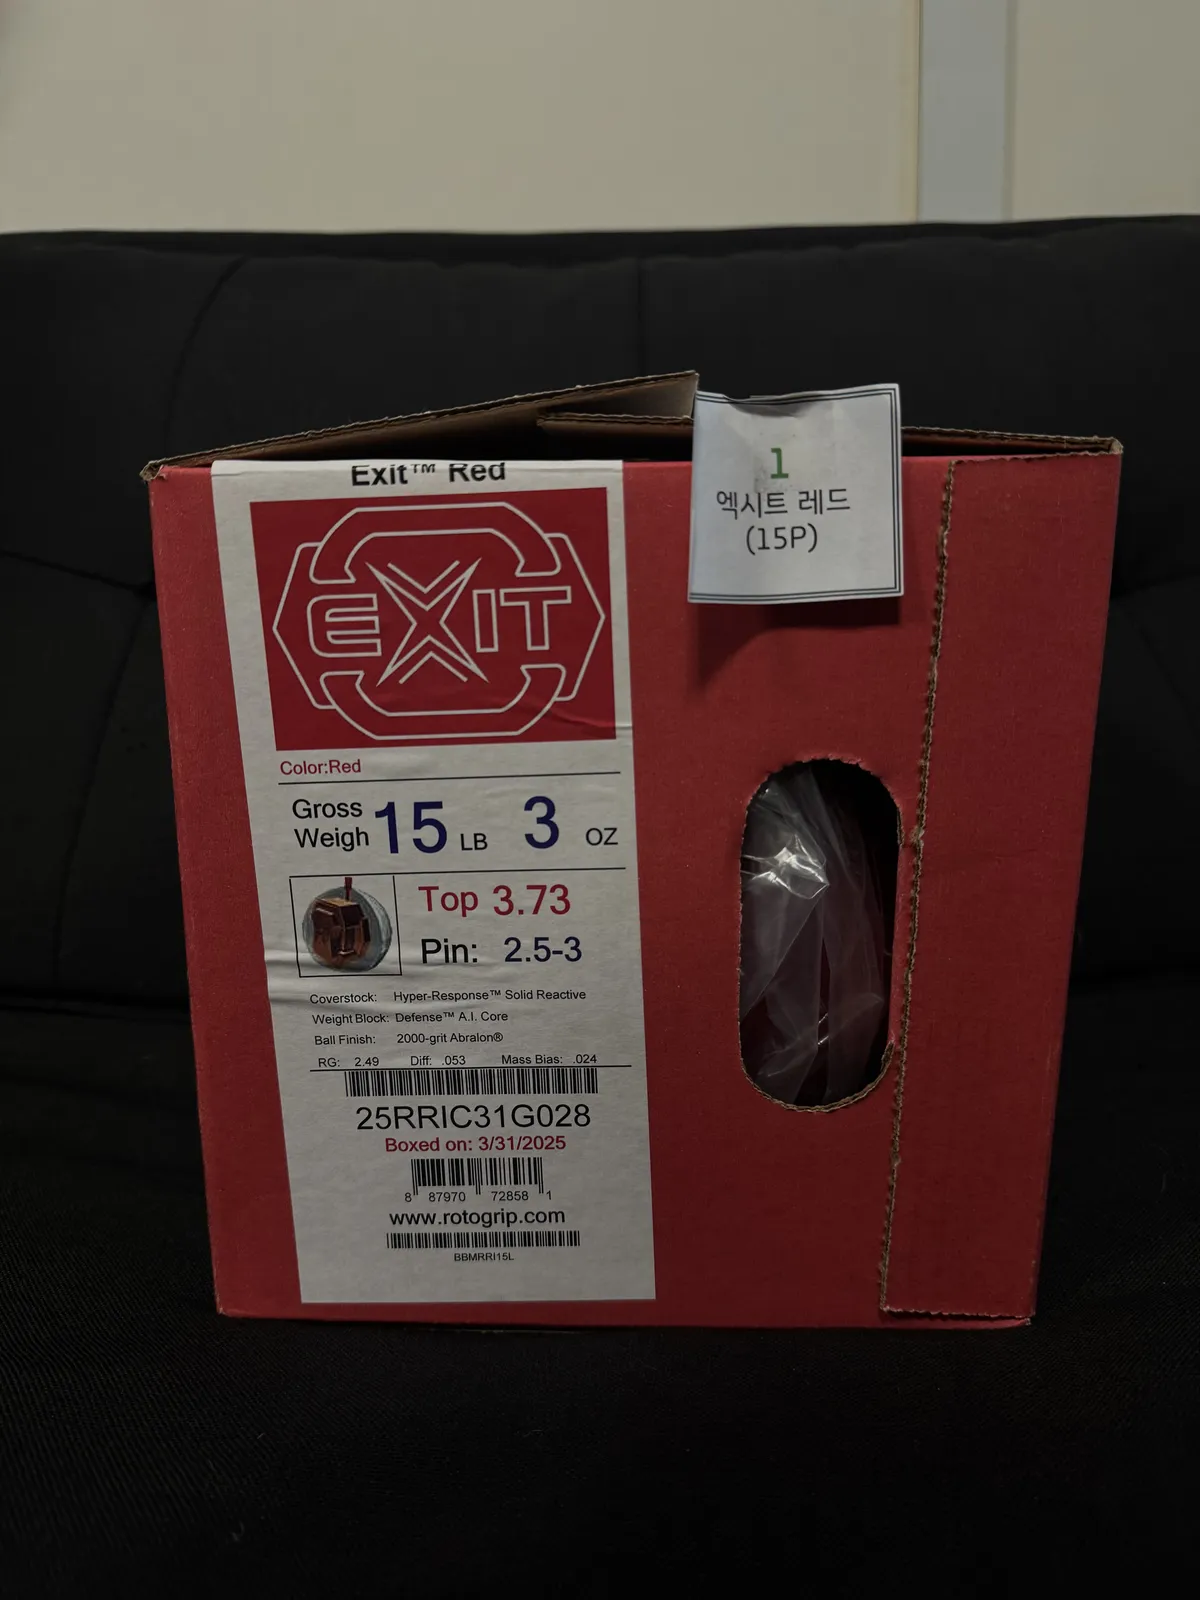 Exit™ Red
EXIT
Color:Red
Gross Weigh 15 LB 3 OZ
Top 3.73
Pin: 2.5-3
Coverstock: Hyper-Response™ Solid Reactive
Weight Block: Defense™ A.I. Core
Ball Finish: 2000-grit Abralon®
RG: 2.49 Diff: .053 Mass Bias: .024
25RRIC31G028
Boxed on: 3/31/2025
8 87970 72858 1
www.rotogrip.com
BBMRRI15L
1
엑시트 레드
(15P)